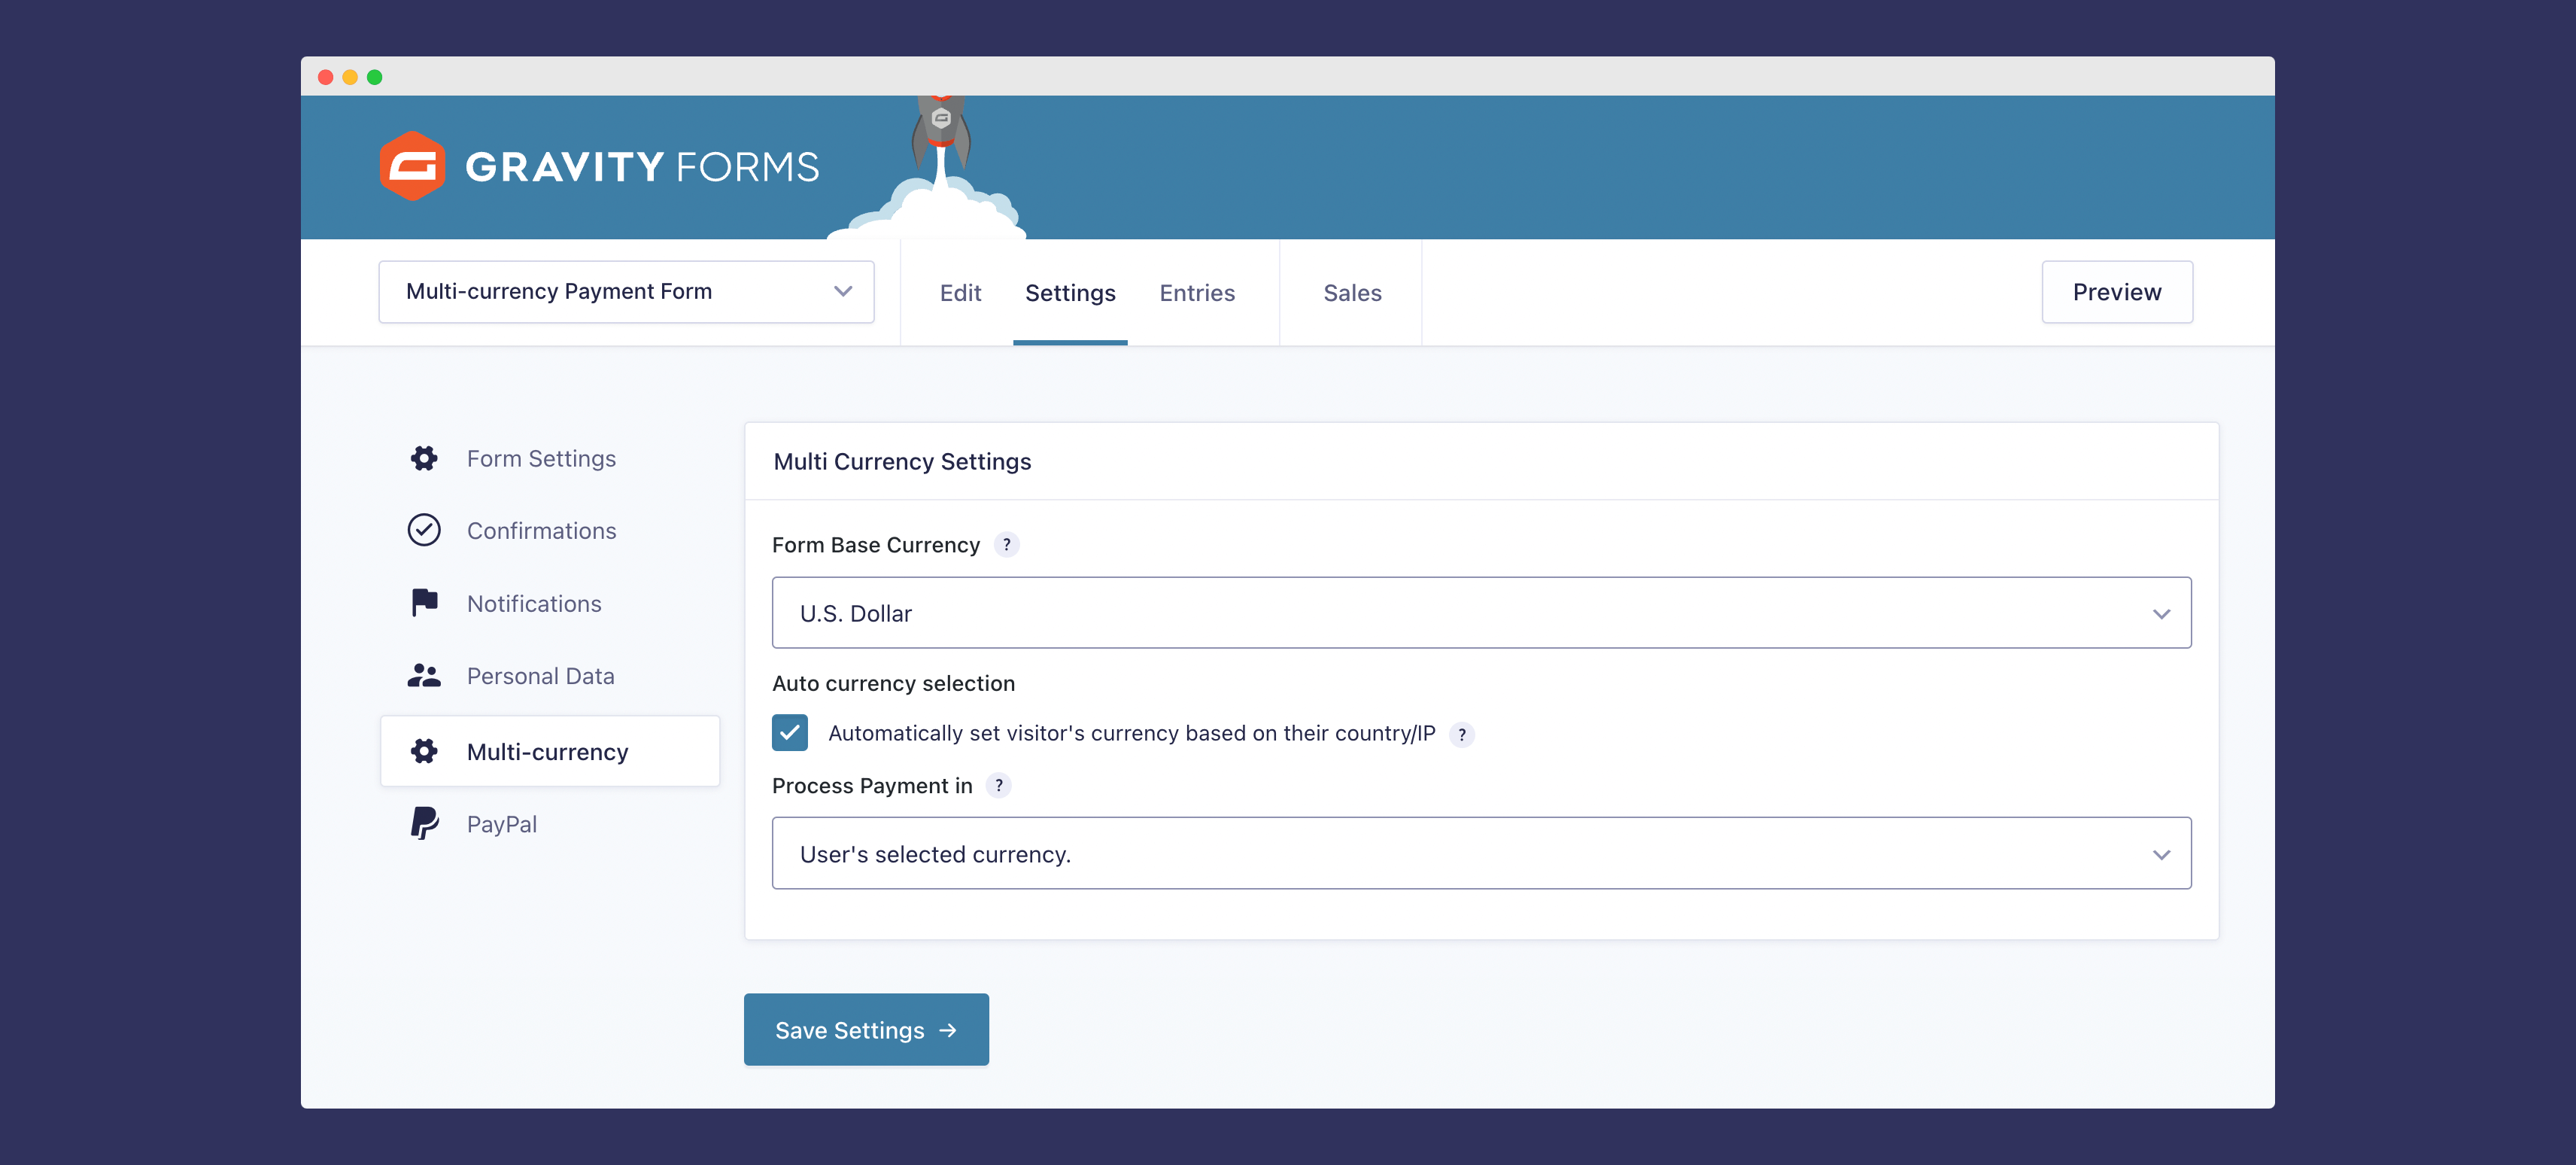 GRAVITY FORMS
Multi-currency Payment Form
Edit
Settings
Entries
Sales
Preview
Form Settings
Confirmations
Notifications
Personal Data
Multi-currency
PayPal
Multi Currency Settings
Form Base Currency ?
U.S. Dollar
Auto currency selection
Automatically set visitor's currency based on their country/IP ?
Process Payment in ?
User's selected currency.
Save Settings →